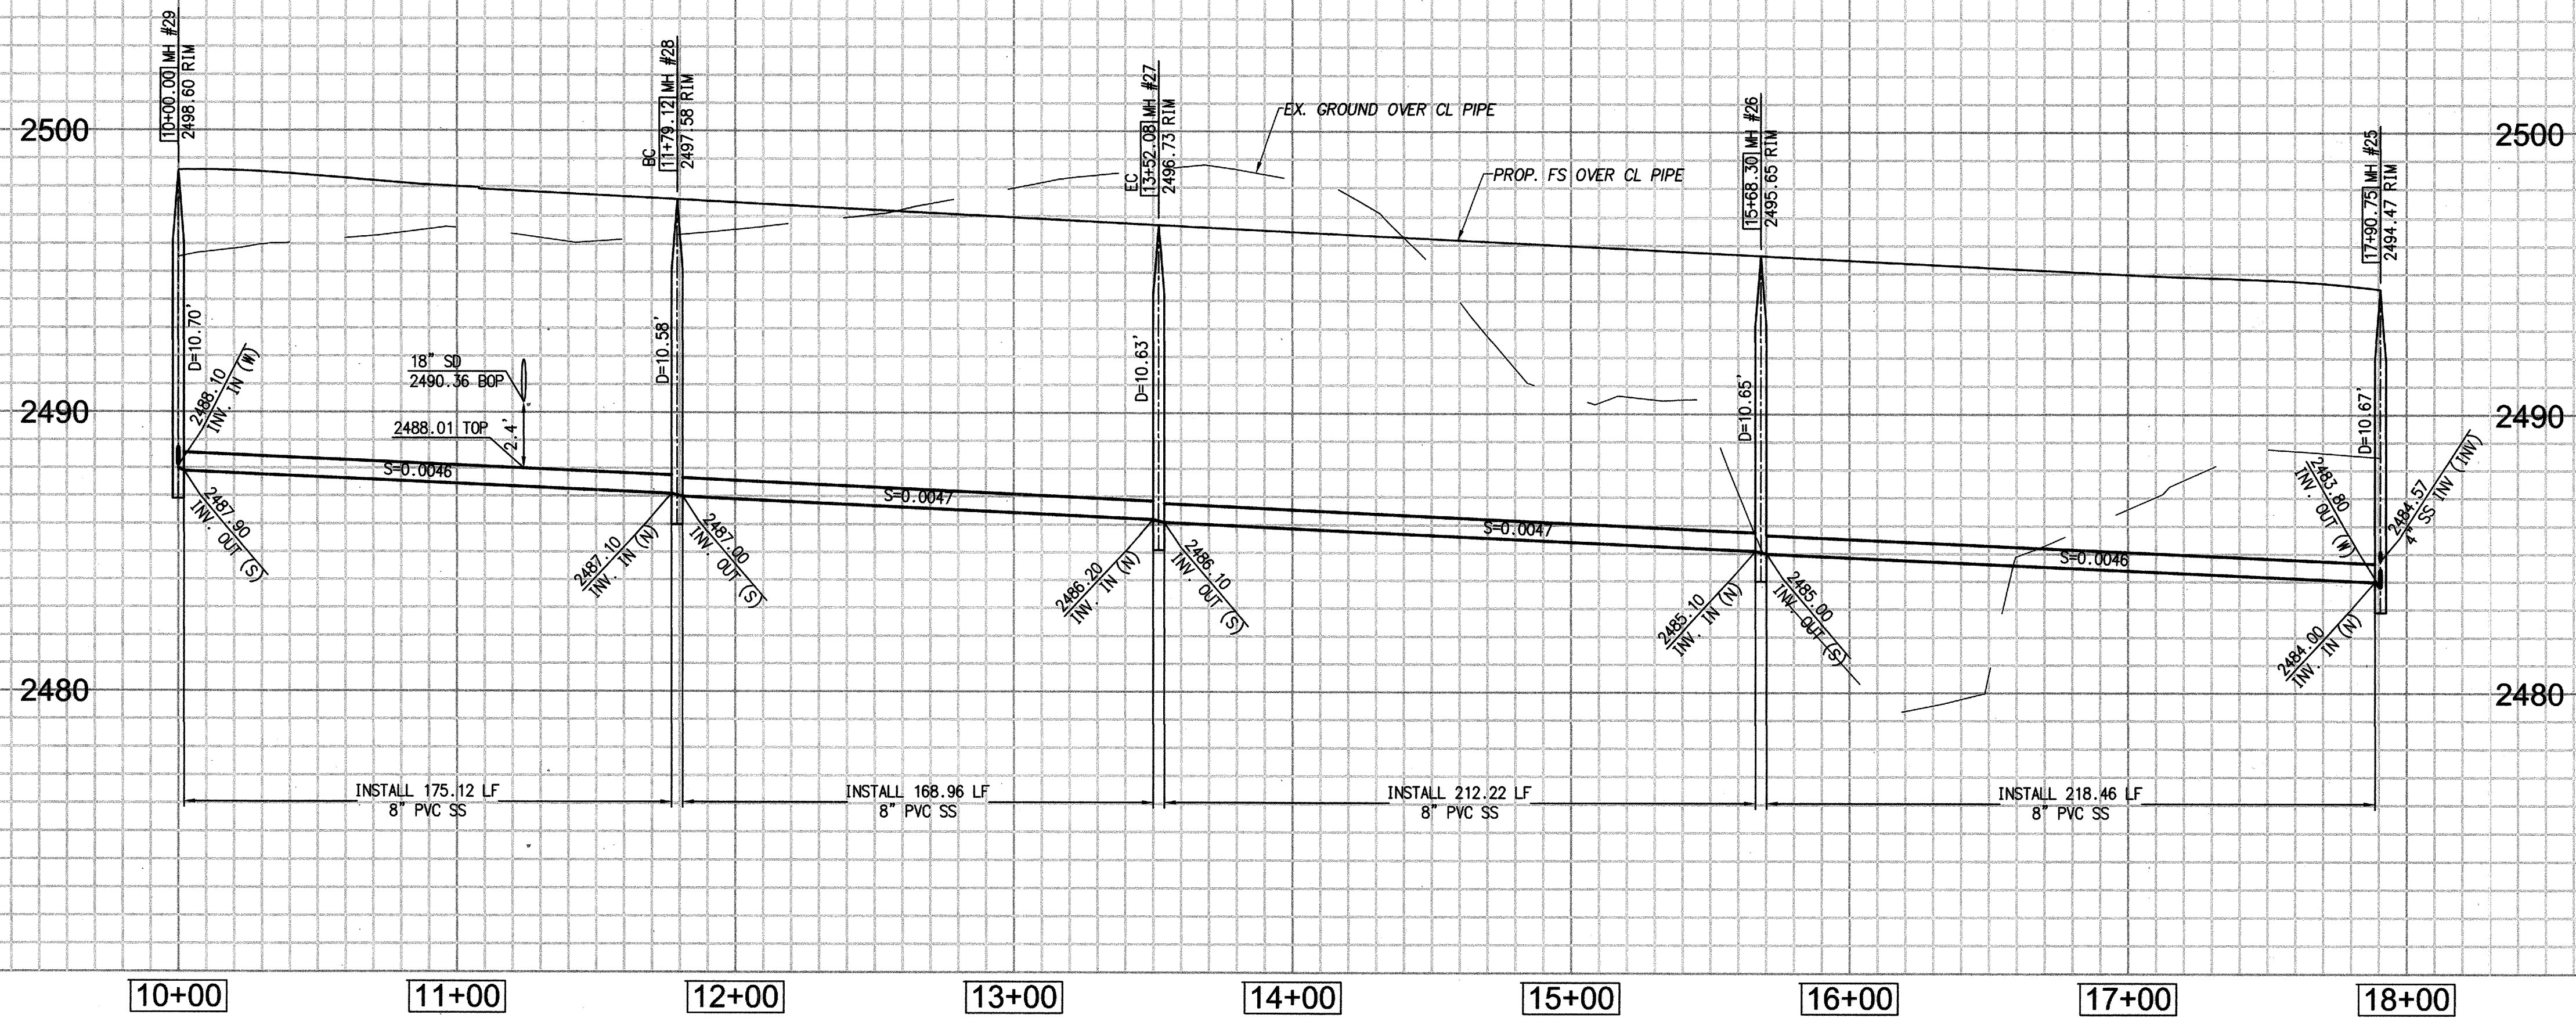 10+00.00 MH #29
2498.60 RIM
BC
11+79.12 MH #28
2497.58 RIM
EC
13+52.08 MH #27
2496.73 RIM
15+68.30 MH #26
2495.65 RIM
17+90.75 MH #25
2494.47 RIM
2500
EX. GROUND OVER CL PIPE
PROP. FS OVER CL PIPE
2500
D=10.70'
D=10.58'
D=10.63'
D=10.65'
D=10.67'
2488.10
INV. IN (W)
18" SD
2490.36 BOP
2490
2488.01 TOP
2.4'
2490
S=0.0046
S=0.0047
S=0.0047
S=0.0046
2487.90
INV. OUT (S)
2487.10
INV. IN (N)
2487.00
INV. OUT (S)
2486.20
INV. IN (N)
2486.10
INV. OUT (S)
2485.10
INV. IN (N)
2485.00
INV. OUT (S)
2483.80
INV. OUT (W)
2484.57
4" SS INV (INV)
2484.00
INV. IN (N)
2480
2480
INSTALL 175.12 LF
8" PVC SS
INSTALL 168.96 LF
8" PVC SS
INSTALL 212.22 LF
8" PVC SS
INSTALL 218.46 LF
8" PVC SS
10+00
11+00
12+00
13+00
14+00
15+00
16+00
17+00
18+00